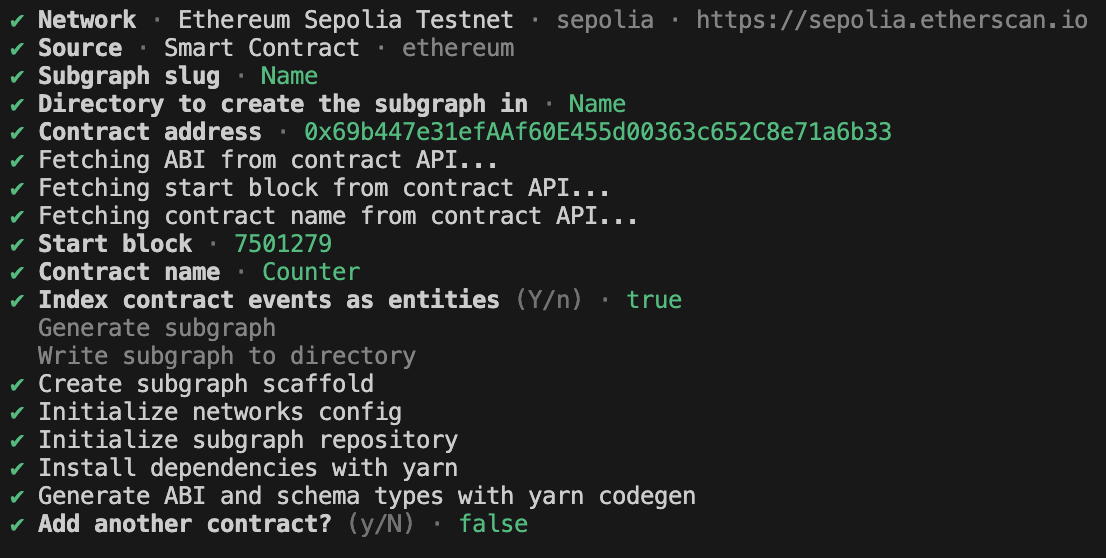 ✔ Network · Ethereum Sepolia Testnet · sepolia · https://sepolia.etherscan.io
✔ Source · Smart Contract · ethereum
✔ Subgraph slug · Name
✔ Directory to create the subgraph in · Name
✔ Contract address · 0x69b447e31efAAf60E455d00363c652C8e71a6b33
✔ Fetching ABI from contract API...
✔ Fetching start block from contract API...
✔ Fetching contract name from contract API...
✔ Start block · 7501279
✔ Contract name · Counter
✔ Index contract events as entities (Y/n) · true
Generate subgraph
Write subgraph to directory
✔ Create subgraph scaffold
✔ Initialize networks config
✔ Initialize subgraph repository
✔ Install dependencies with yarn
✔ Generate ABI and schema types with yarn codegen
✔ Add another contract? (y/N) · false